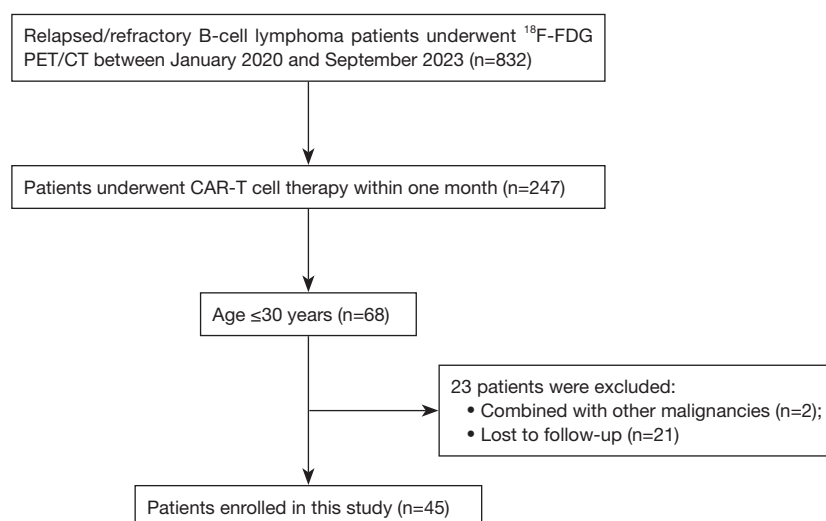 Relapsed/refractory B-cell lymphoma patients underwent ¹⁸F-FDG
PET/CT between January 2020 and September 2023 (n=832)
Patients underwent CAR-T cell therapy within one month (n=247)
Age ≤30 years (n=68)
23 patients were excluded:
• Combined with other malignancies (n=2);
• Lost to follow-up (n=21)
Patients enrolled in this study (n=45)